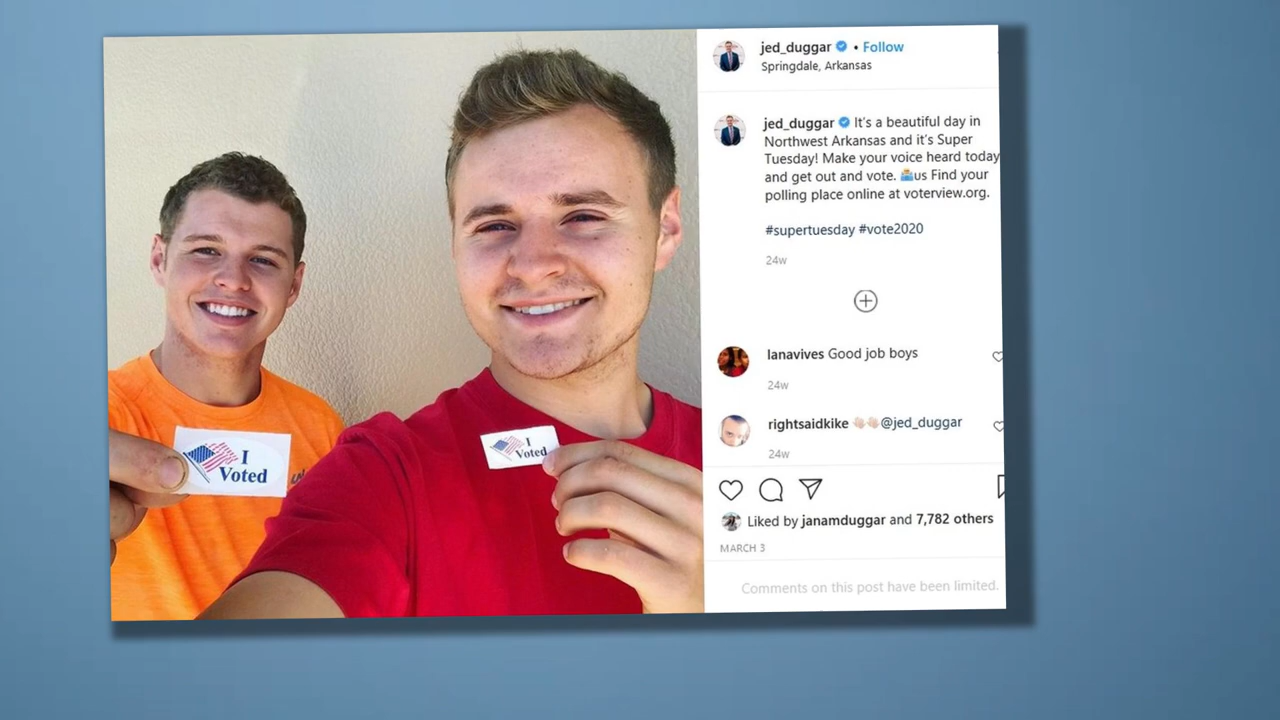 jed_duggar • Follow
Springdale, Arkansas
jed_duggar It's a beautiful day in
Northwest Arkansas and it's Super
Tuesday! Make your voice heard today
and get out and vote. us Find your
polling place online at voterview.org.
#supertuesday #vote2020
24w
lanavives Good job boys
24w
rightsaidkike @jed_duggar
24w
Liked by janamduggar and 7,782 others
MARCH 3
Comments on this post have been limited.
I
Voted
I
Voted